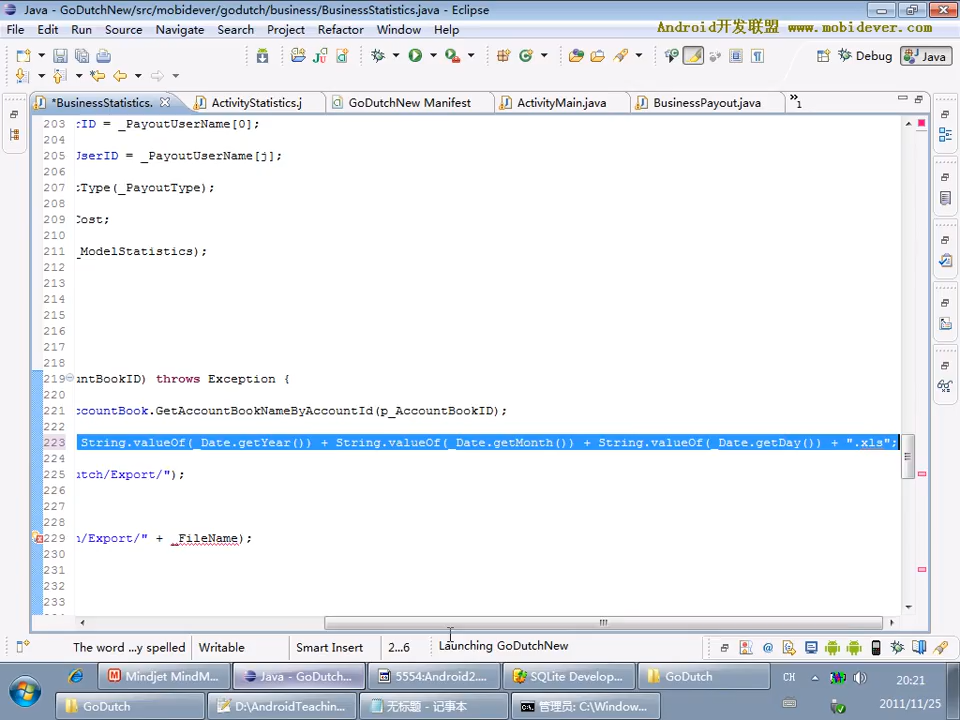 Java - GoDutchNew/src/mobidever/godutch/business/BusinessStatistics.java - Eclipse
File Edit Run Source Navigate Search Project Refactor Window Help
Android开发联盟 www.mobidever.com
Debug Java
*BusinessStatistics. ActivityStatistics.j GoDutchNew Manifest ActivityMain.java BusinessPayout.java »1
203 rID = _PayoutUserName[0];
204
205 UserID = _PayoutUserName[j];
206
207 tType(_PayoutType);
208
209 Cost;
210
211 _ModelStatistics);
212
213
214
215
216
217
218
219 untBookID) throws Exception {
220
221 ccountBook.GetAccountBookNameByAccountId(p_AccountBookID);
223 String.valueOf(_Date.getYear()) + String.valueOf(_Date.getMonth()) + String.valueOf(_Date.getDay()) + ".xls";
224
225 utch/Export/");
226
227
228
229 h/Export/" + _FileName);
230
231
232
233
The word ...y spelled Writable Smart Insert 2...6 Launching GoDutchNew
Mindjet MindM... Java - GoDutch... 5554:Android2.... SQLite Develop... GoDutch CH 20:21
GoDutch D:\AndroidTeachin... 无标题 - 记事本 管理员: C:\Window... 2011/11/25